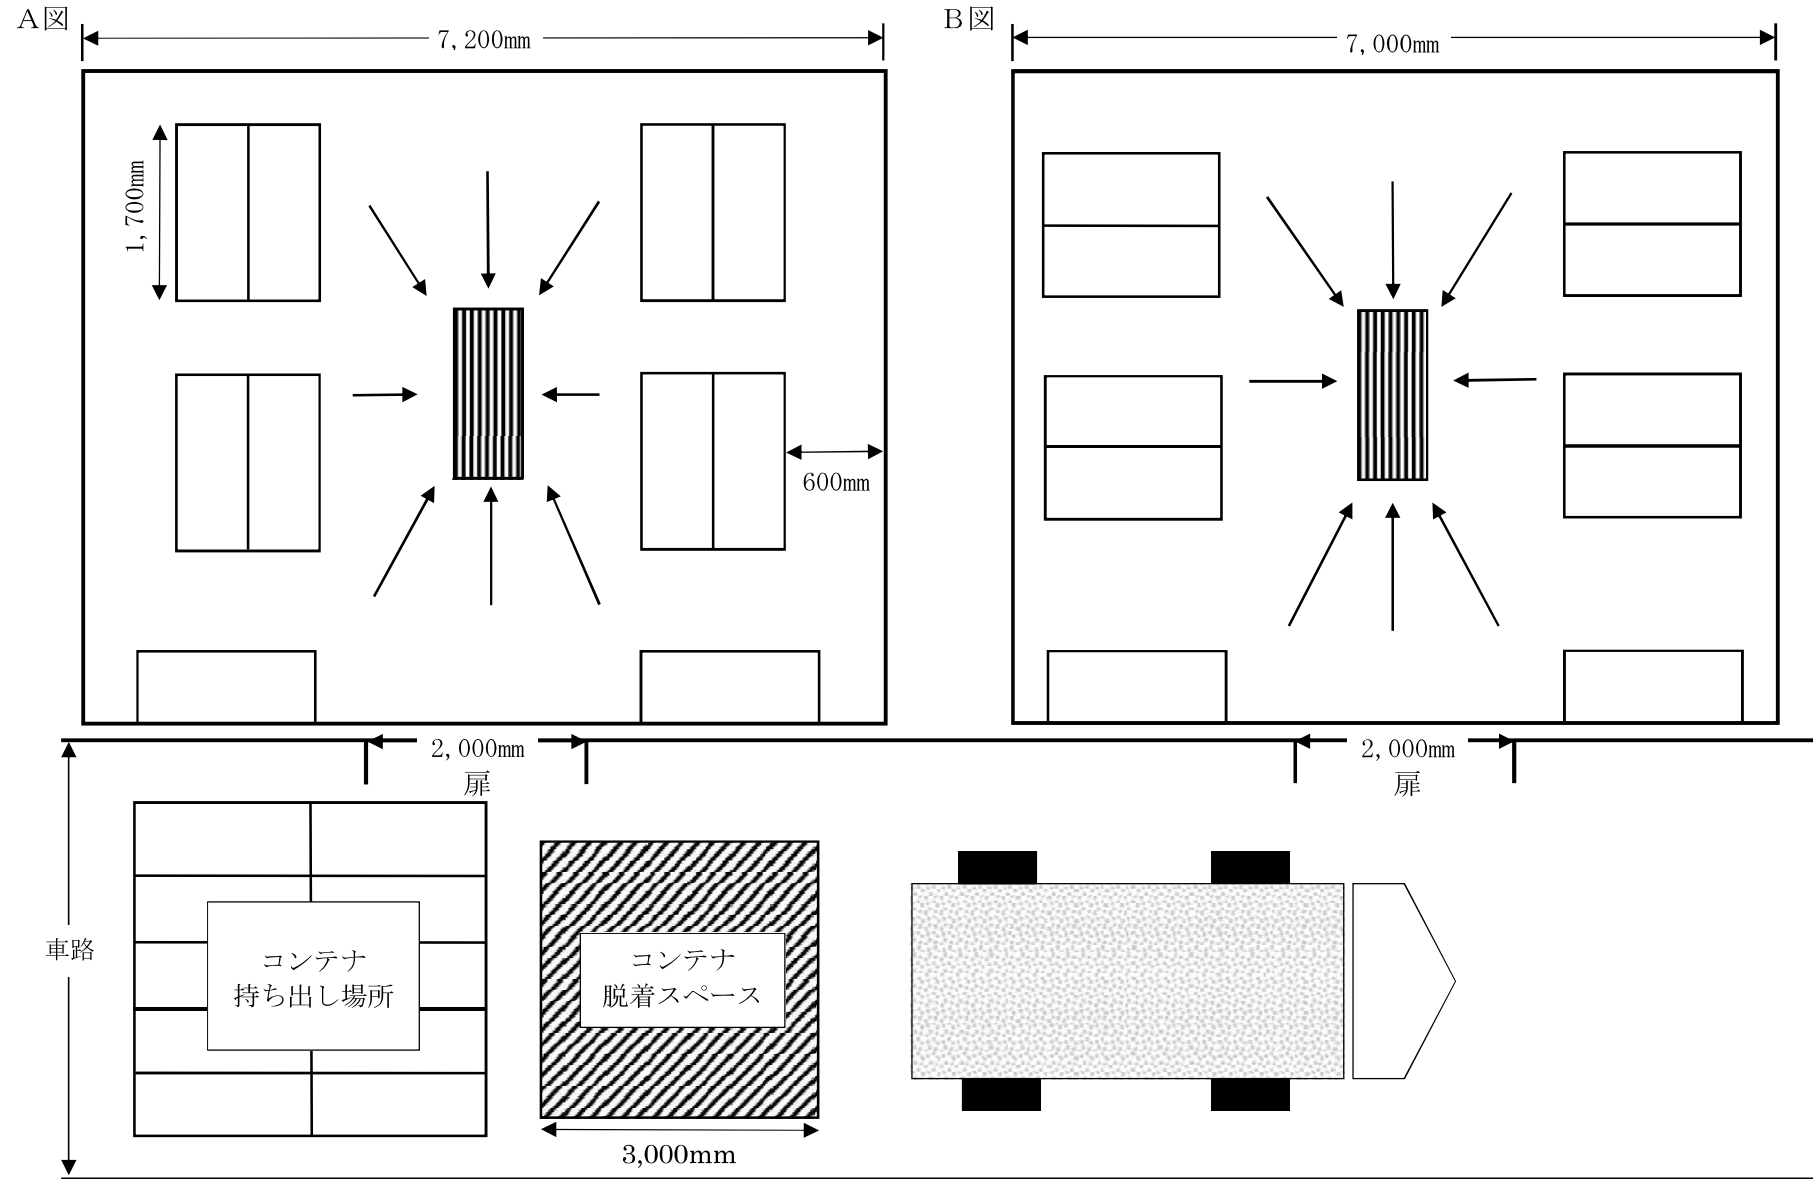 A図
7,200mm
B図
7,000mm
1,700mm
600mm
2,000mm
扉
2,000mm
扉
車路
コンテナ
持ち出し場所
コンテナ
脱着スペース
3,000mm